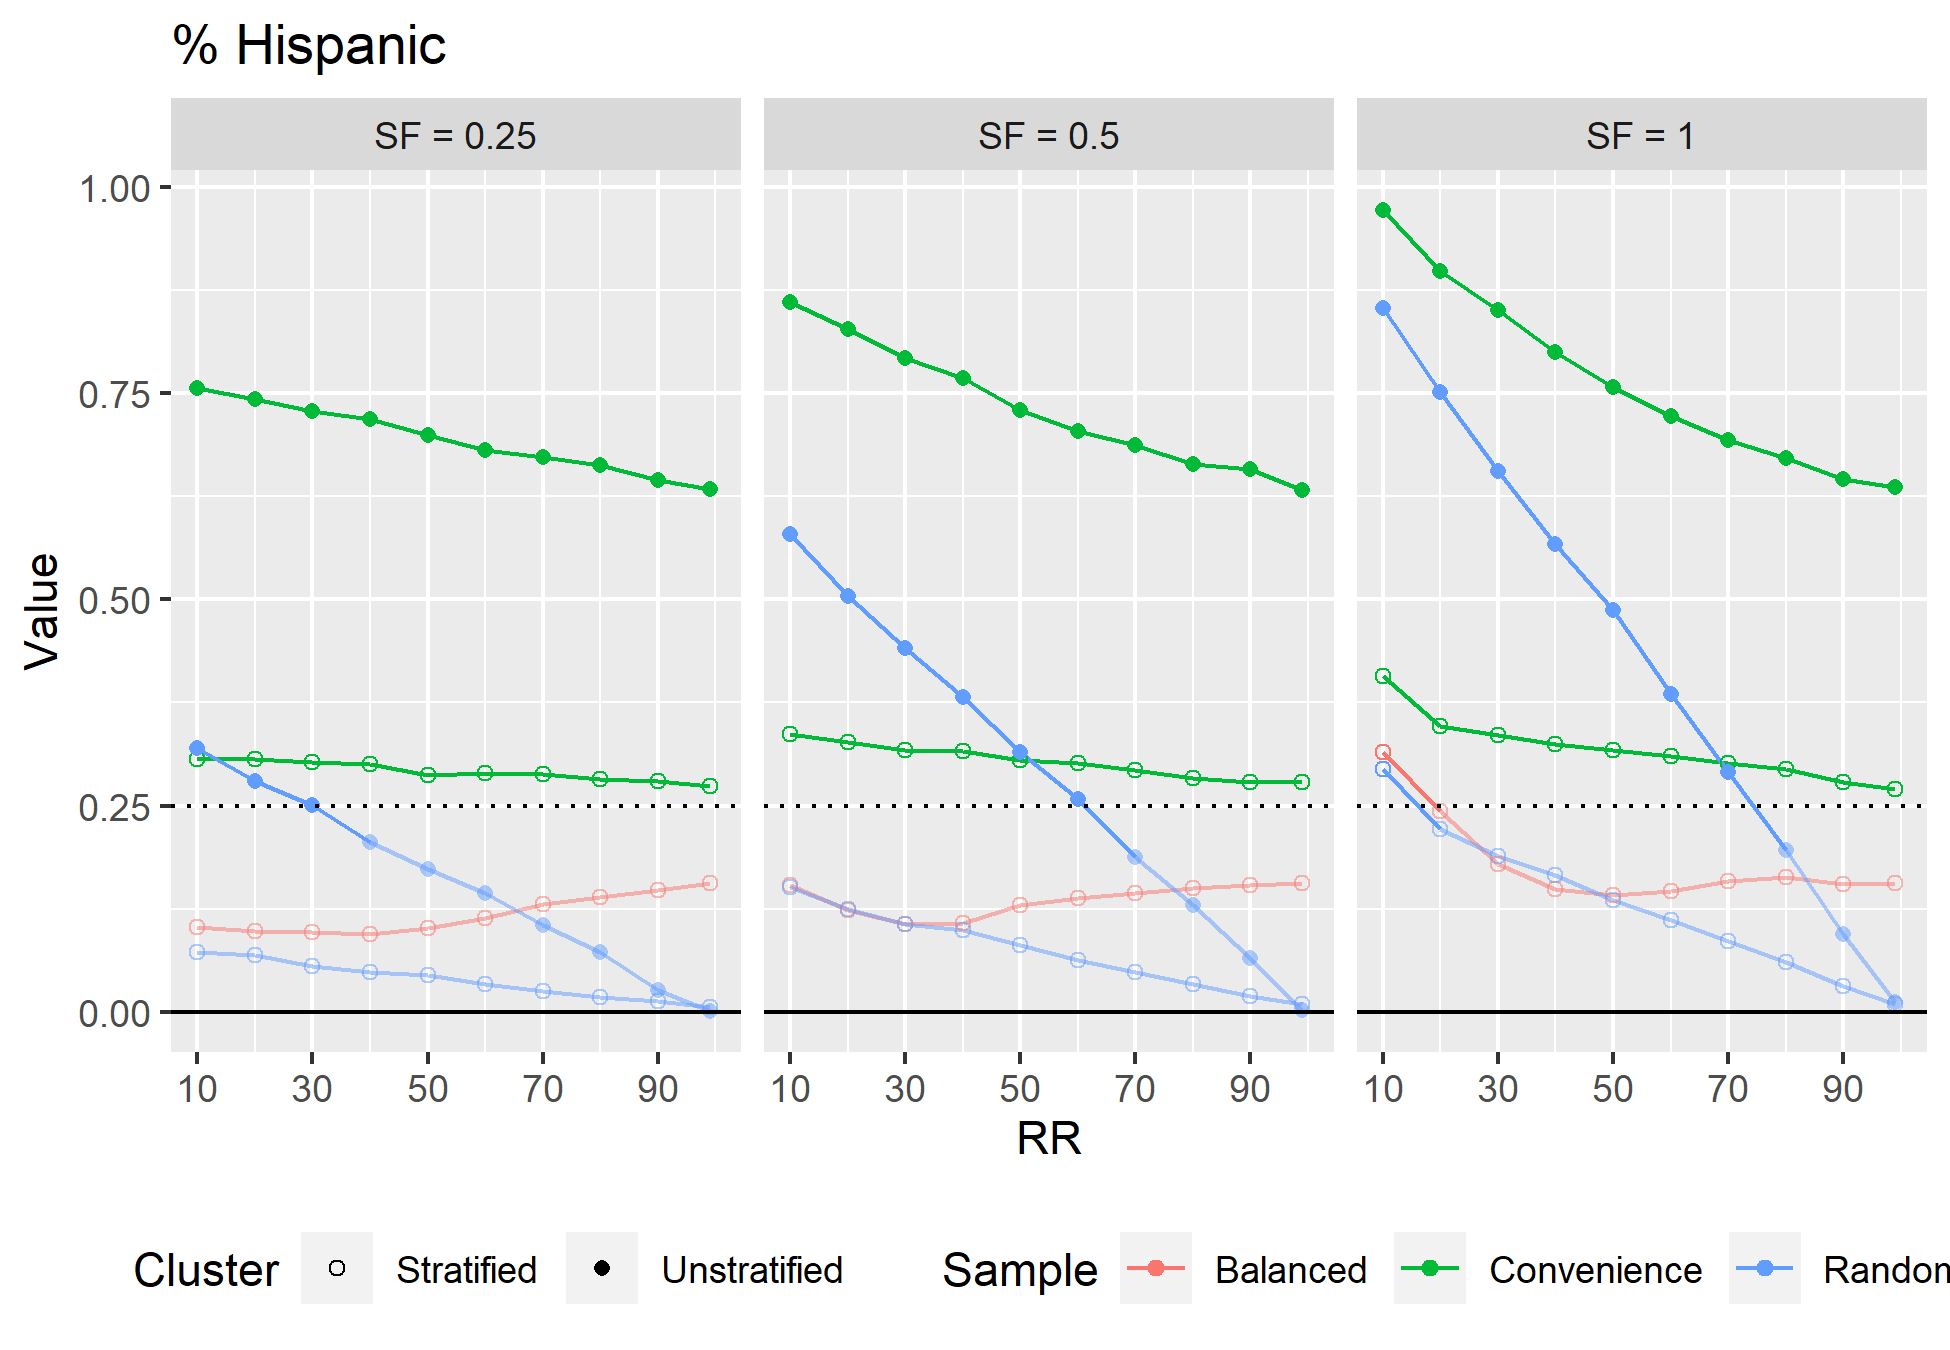 % Hispanic
SF = 0.25
SF = 0.5
SF = 1
1.00
0.75
0.50
0.25
0.00
Value
10 30 50 70 90
10 30 50 70 90
10 30 50 70 90
RR
Cluster Stratified Unstratified Sample Balanced Convenience Randon